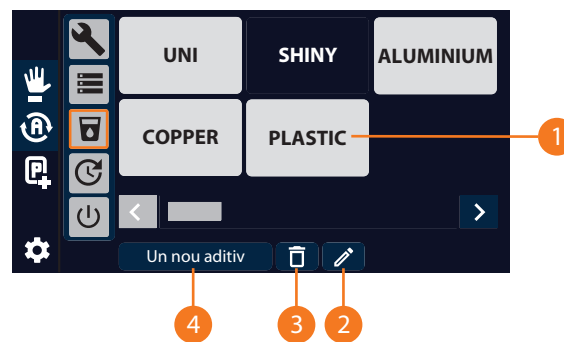 UNI SHINY ALUMINIUM
COPPER PLASTIC
1
A
P
Un nou aditiv
4 3 2